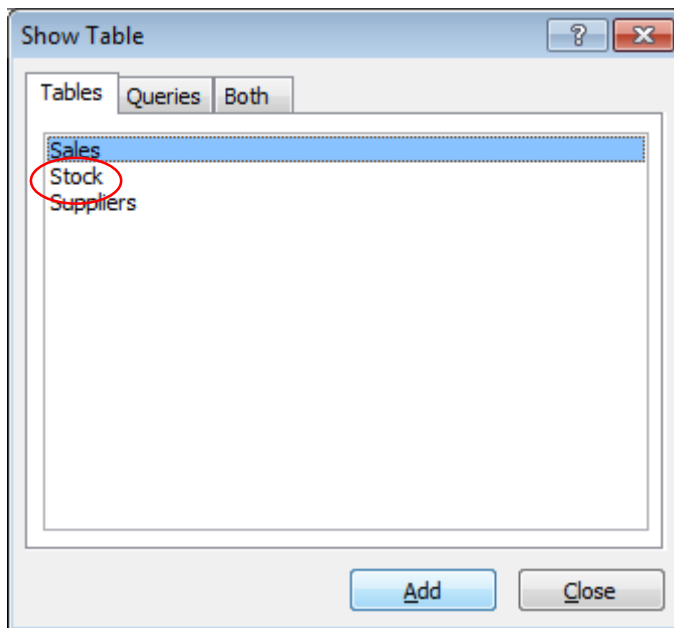 Show Table
?
Tables Queries Both
Sales
Stock
Suppliers
Add Close